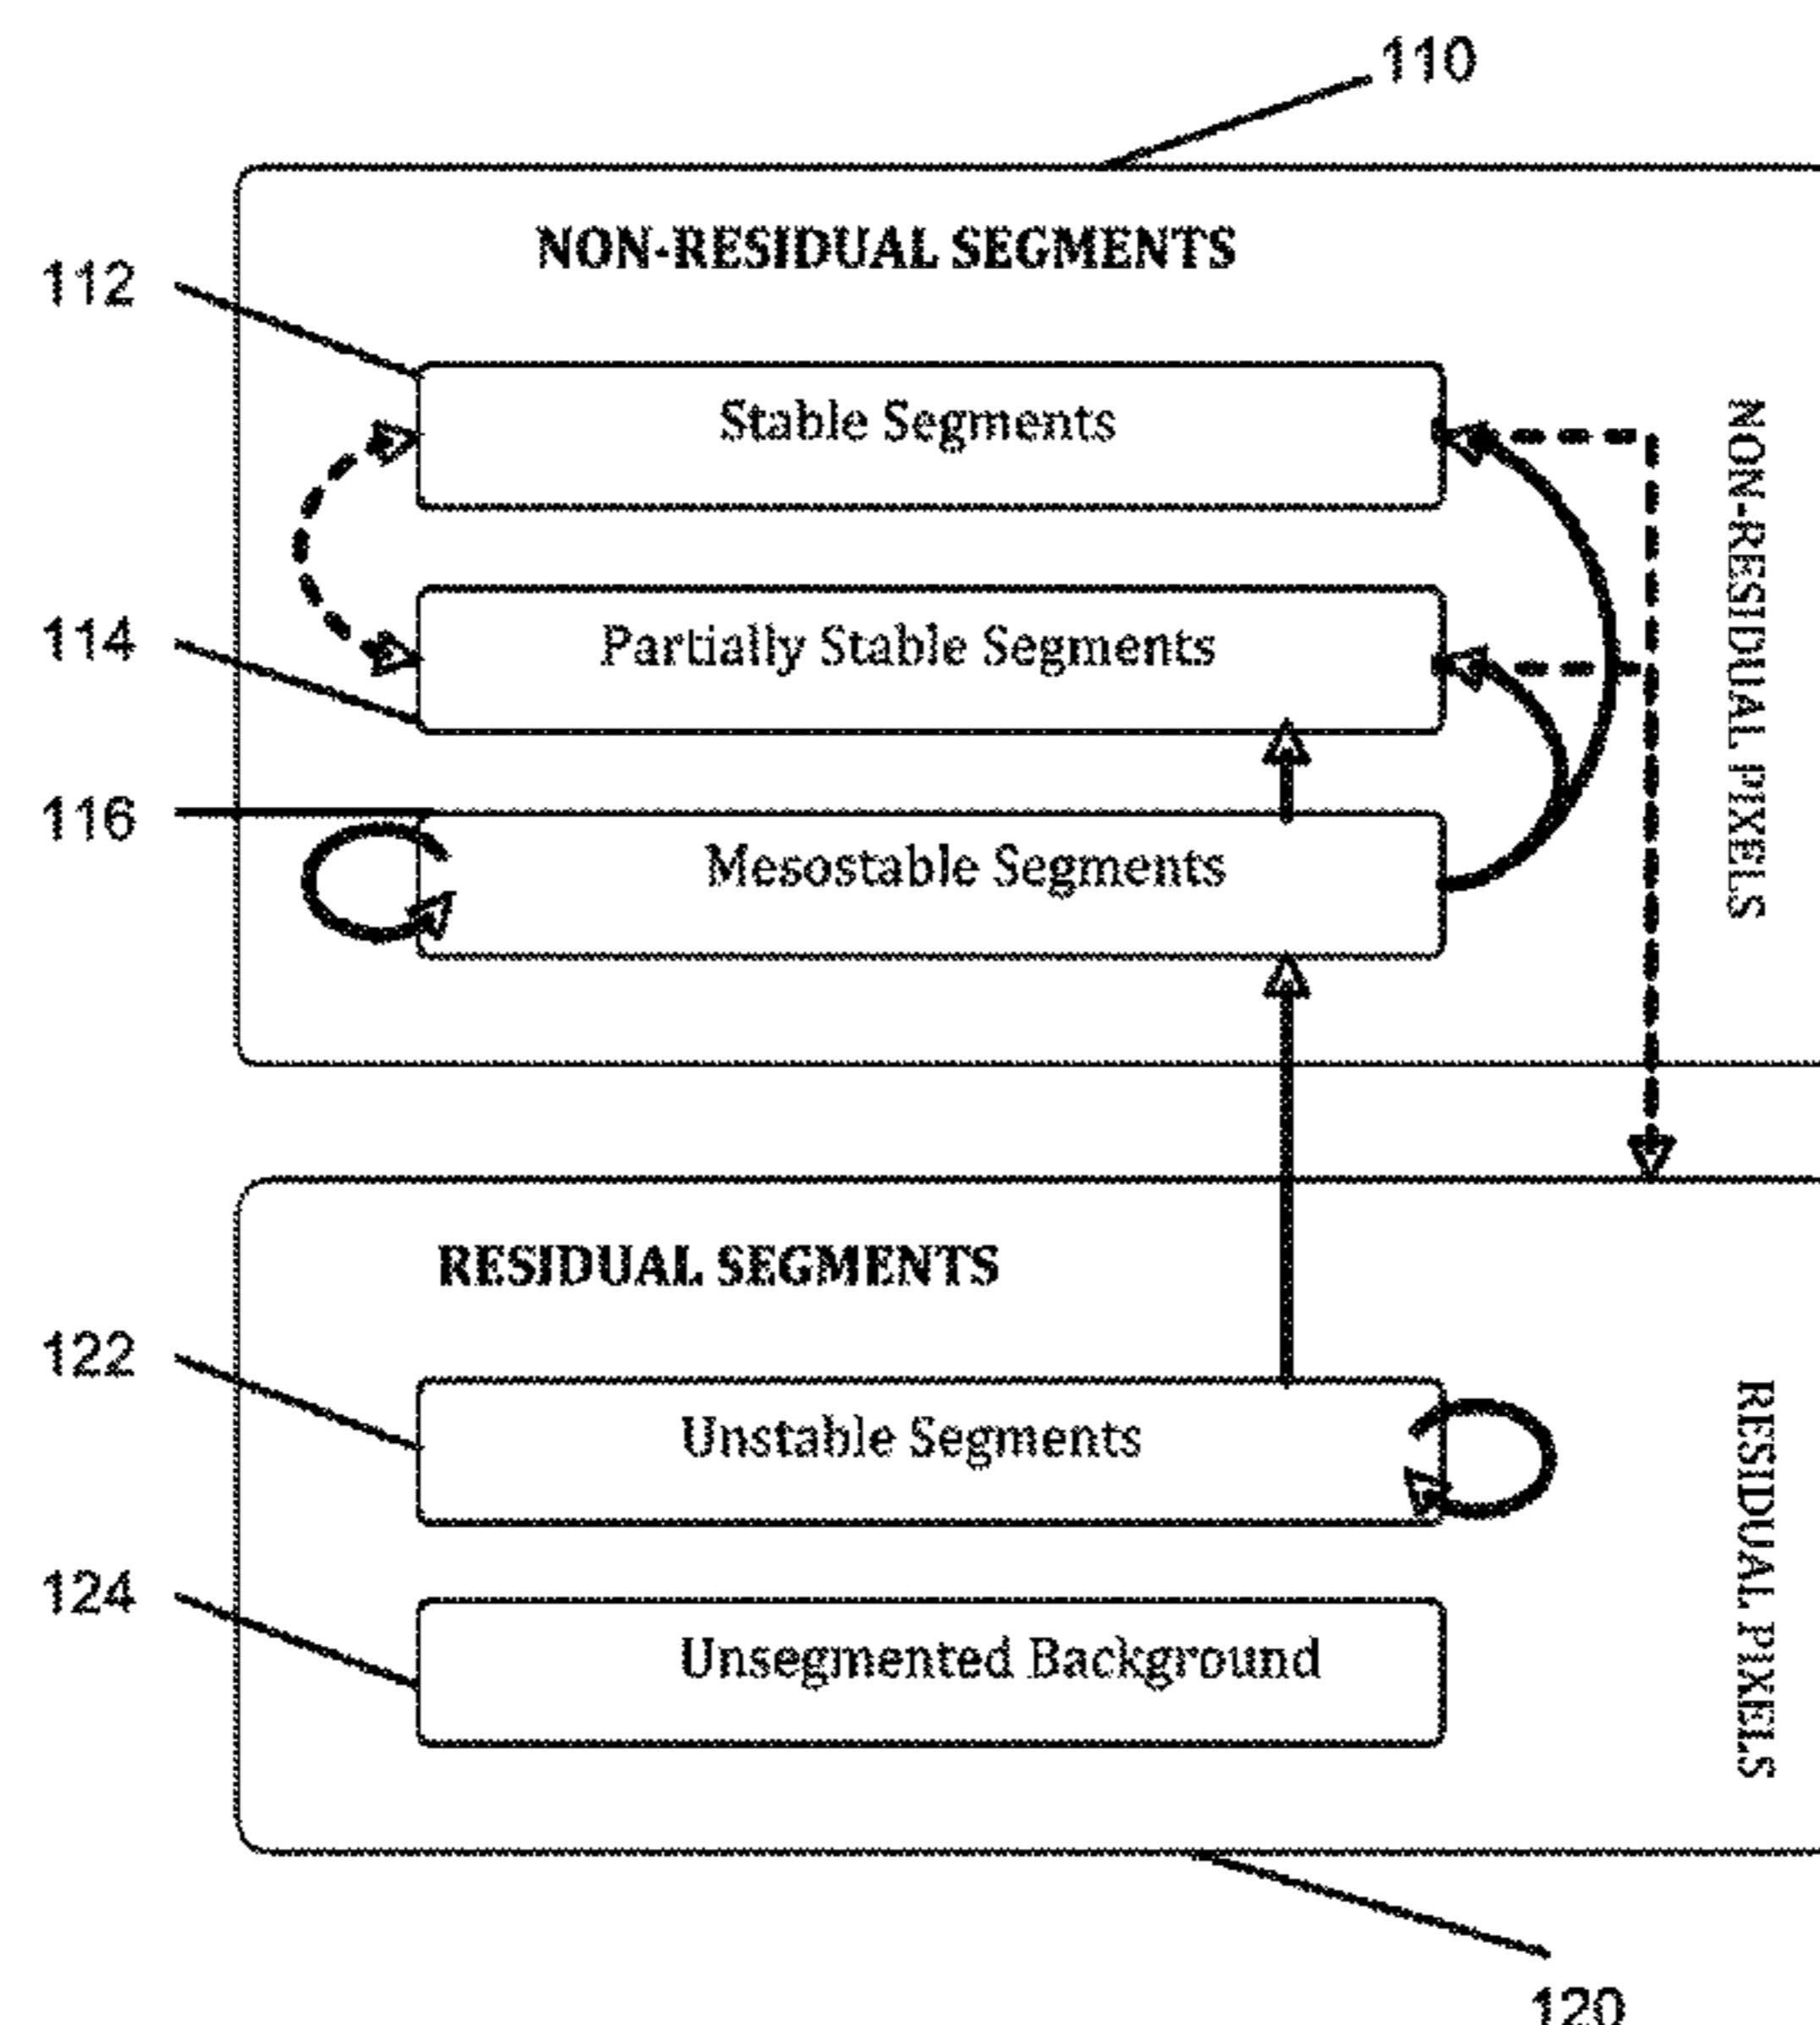 110
NON-RESIDUAL SEGMENTS
112
Stable Segments
NON-RESIDUAL PIXELS
114
Partially Stable Segments
116
Mesostable Segments
RESIDUAL SEGMENTS
122
Unstable Segments
RESIDUAL PIXELS
124
Unsegmented Background
120